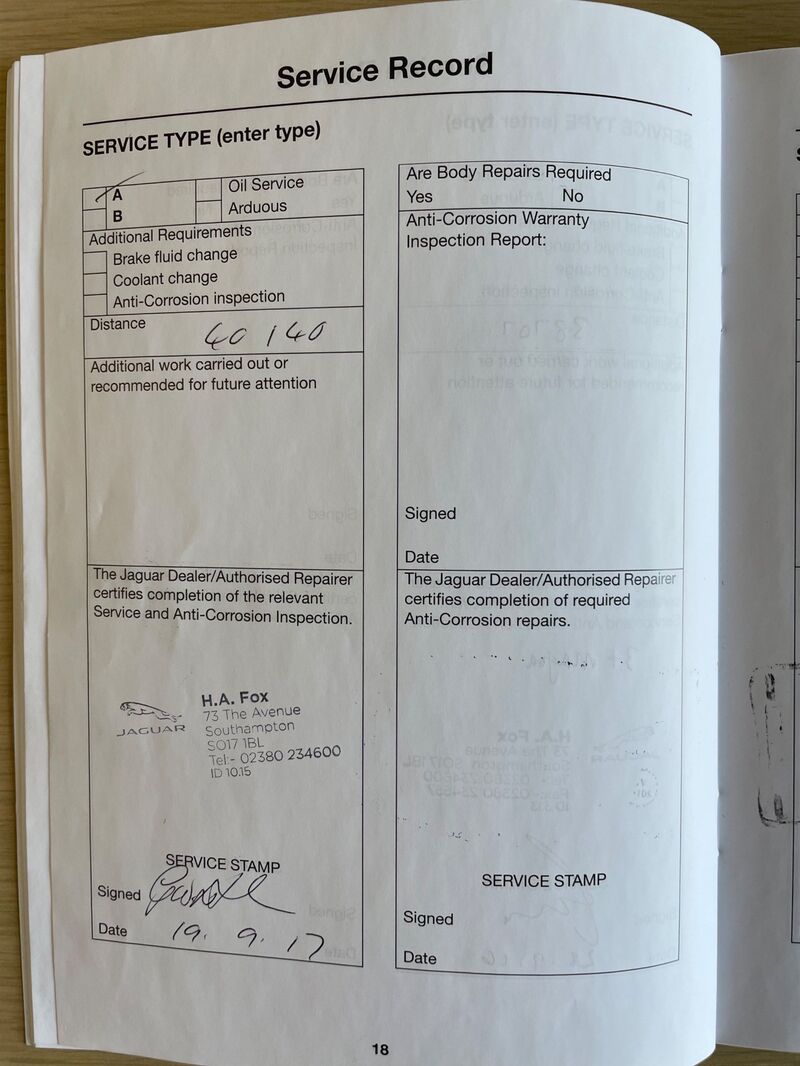 Service Record
SERVICE TYPE (enter type)
A
Oil Service
B
Arduous
Additional Requirements
Brake fluid change
Coolant change
Anti-Corrosion inspection
Distance
40140
Additional work carried out or
recommended for future attention
The Jaguar Dealer/Authorised Repairer
certifies completion of the relevant
Service and Anti-Corrosion Inspection.
JAGUAR
H.A. Fox
73 The Avenue
Southampton
SO17 1BL
Tel:- 02380 234600
ID 10.15
SERVICE STAMP
Signed
Date 19. 9. 17
Are Body Repairs Required
Yes No
Anti-Corrosion Warranty
Inspection Report:
Signed
Date
The Jaguar Dealer/Authorised Repairer
certifies completion of required
Anti-Corrosion repairs.
SERVICE STAMP
Signed
Date
18